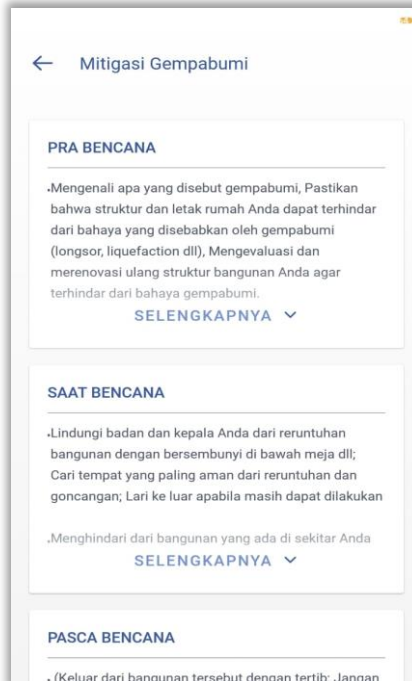 Mitigasi Gempabumi
PRA BENCANA
•Mengenali apa yang disebut gempabumi, Pastikan
bahwa struktur dan letak rumah Anda dapat terhindar
dari bahaya yang disebabkan oleh gempabumi
(longsor, liquefaction dll), Mengevaluasi dan
merenovasi ulang struktur bangunan Anda agar
terhindar dari bahaya gempabumi.
SELENGKAPNYA
SAAT BENCANA
•Lindungi badan dan kepala Anda dari reruntuhan
bangunan dengan bersembunyi di bawah meja dll;
Cari tempat yang paling aman dari reruntuhan dan
goncangan; Lari ke luar apabila masih dapat dilakukan
•Menghindari dari bangunan yang ada di sekitar Anda
SELENGKAPNYA
PASCA BENCANA
•(Keluar dari bangunan tersebut dengan tertib; Jangan